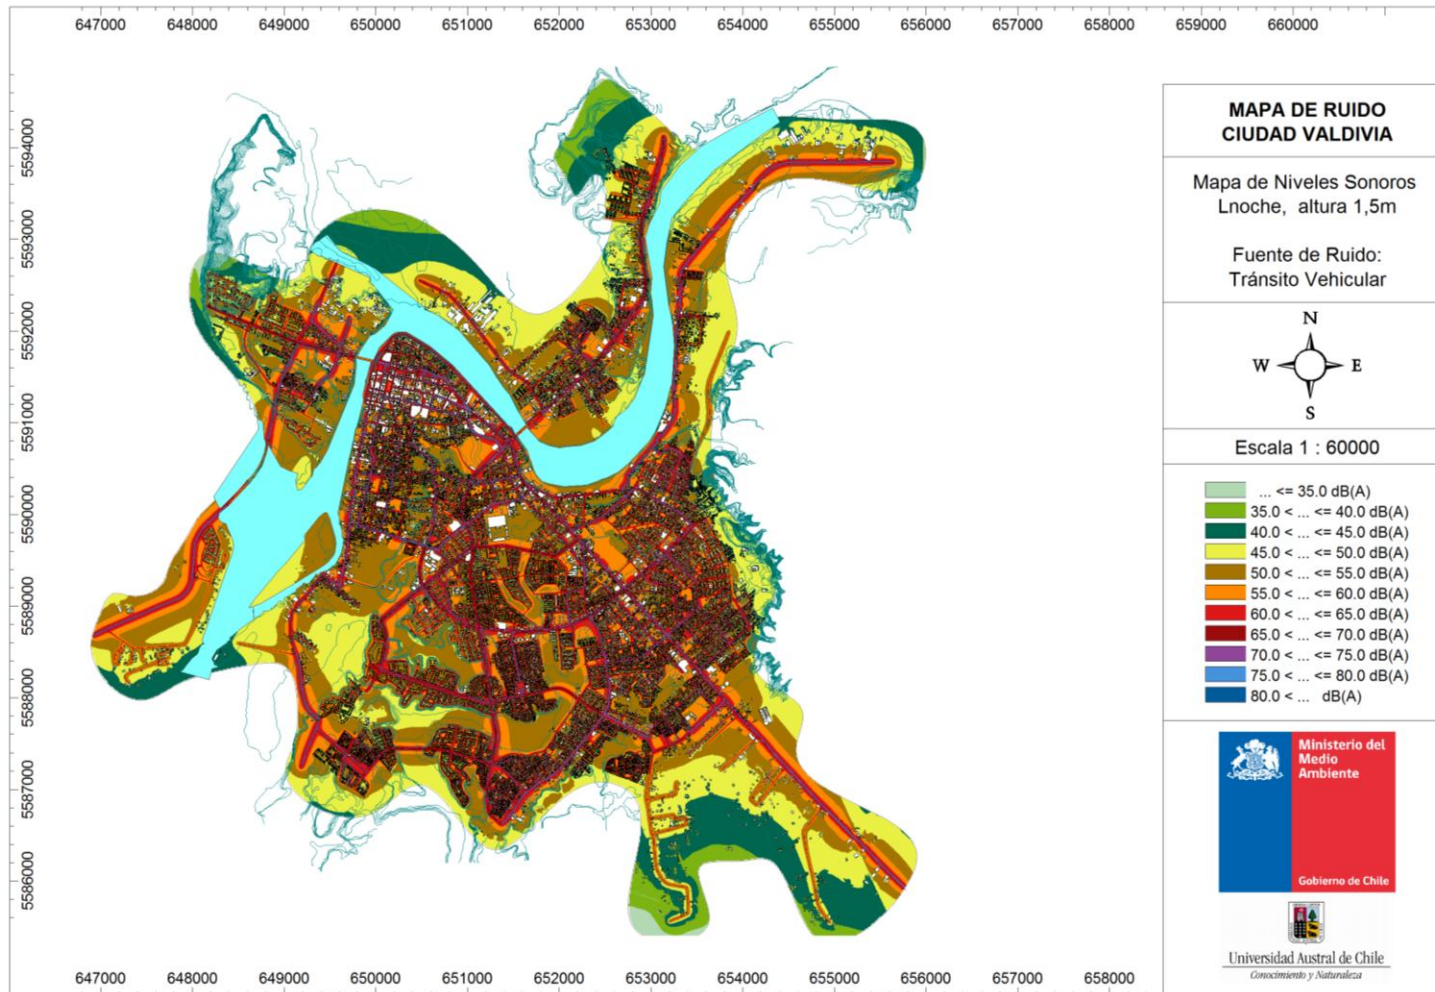 647000 648000 649000 650000 651000 652000 653000 654000 655000 656000 657000 658000 659000 660000
5594000
5593000
5592000
5591000
5590000
5589000
5588000
5587000
5586000
647000 648000 649000 650000 651000 652000 653000 654000 655000 656000 657000 658000
MAPA DE RUIDO
CIUDAD VALDIVIA
Mapa de Niveles Sonoros
Lnoche, altura 1,5m
Fuente de Ruido:
Tránsito Vehicular
N
W E
S
Escala 1 : 60000
... <= 35.0 dB(A)
35.0 < ... <= 40.0 dB(A)
40.0 < ... <= 45.0 dB(A)
45.0 < ... <= 50.0 dB(A)
50.0 < ... <= 55.0 dB(A)
55.0 < ... <= 60.0 dB(A)
60.0 < ... <= 65.0 dB(A)
65.0 < ... <= 70.0 dB(A)
70.0 < ... <= 75.0 dB(A)
75.0 < ... <= 80.0 dB(A)
80.0 < ... dB(A)
Ministerio del
Medio
Ambiente
Gobierno de Chile
Universidad Austral de Chile
Conocimiento y Naturaleza